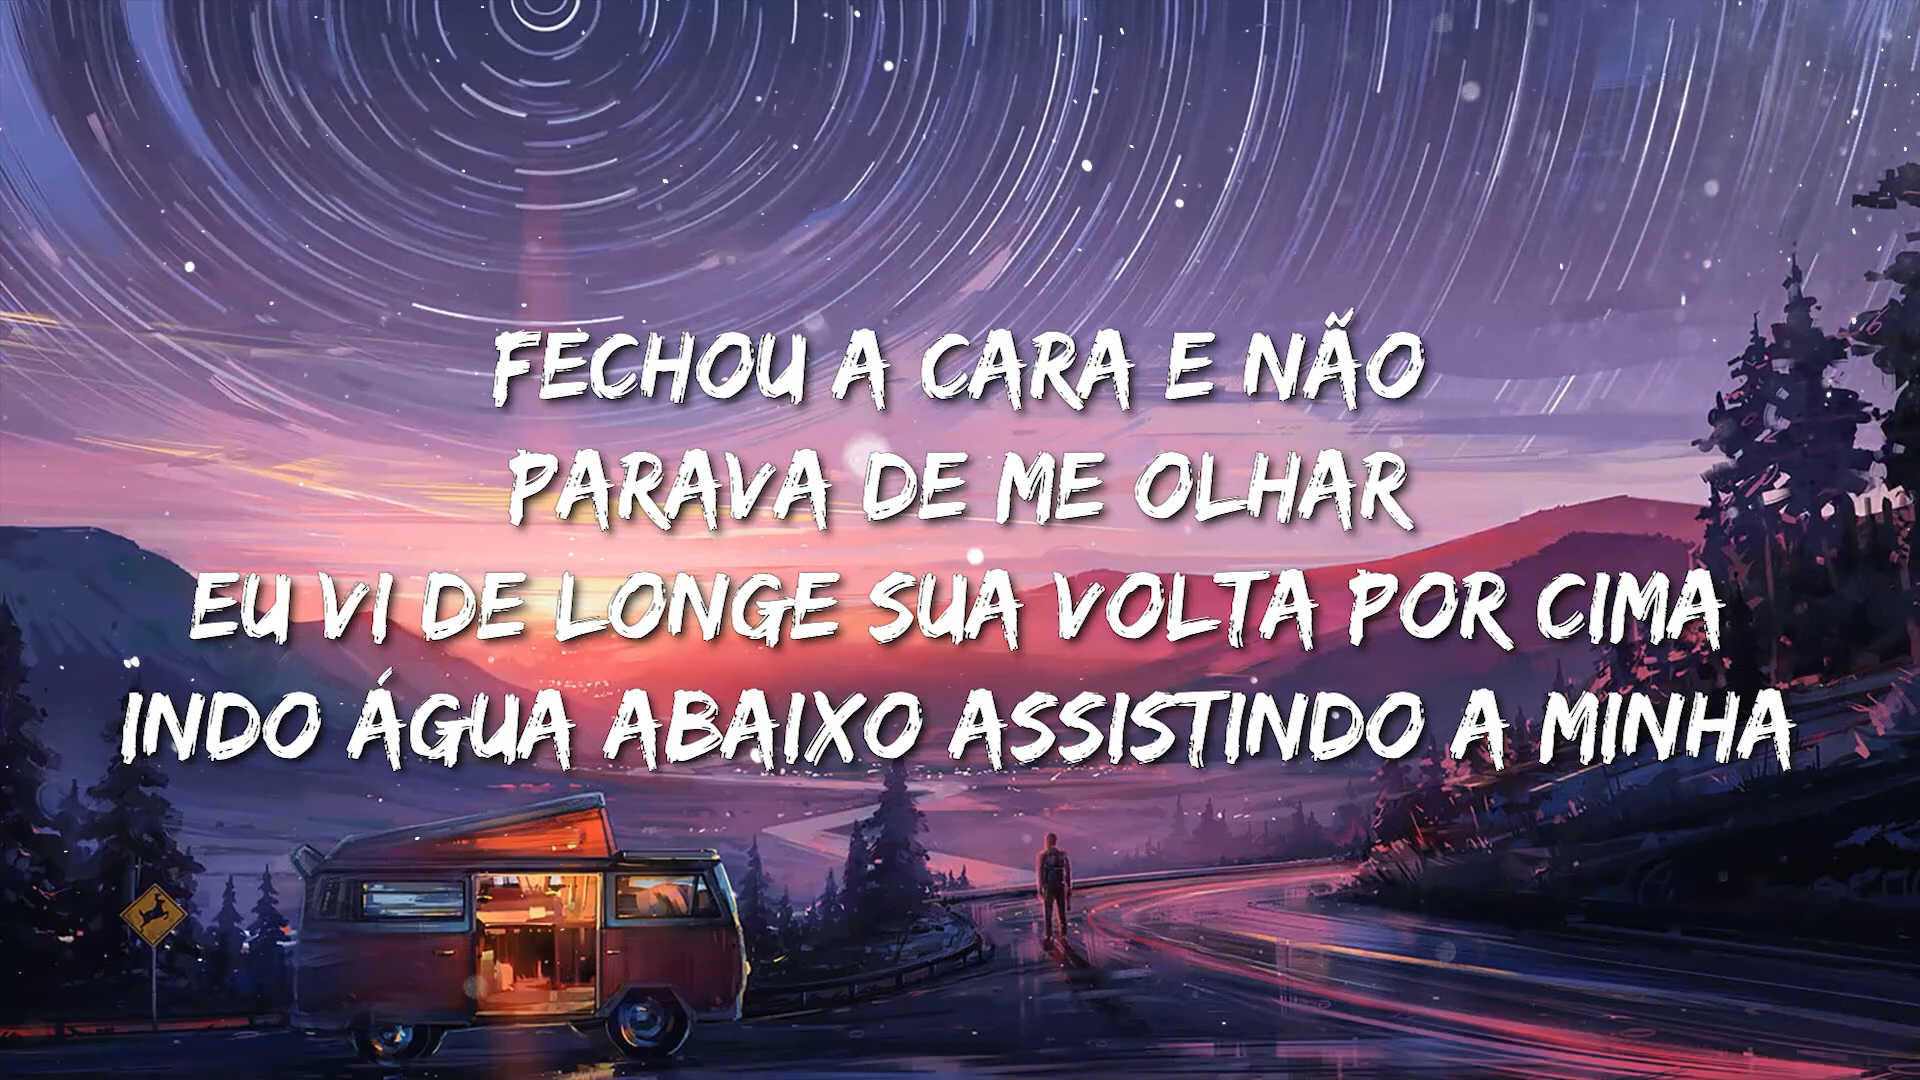 FECHOU A CARA E NÃO
PARAVA DE ME OLHAR
EU VI DE LONGE SUA VOLTA POR CIMA
INDO ÁGUA ABAIXO ASSISTINDO A MINHA